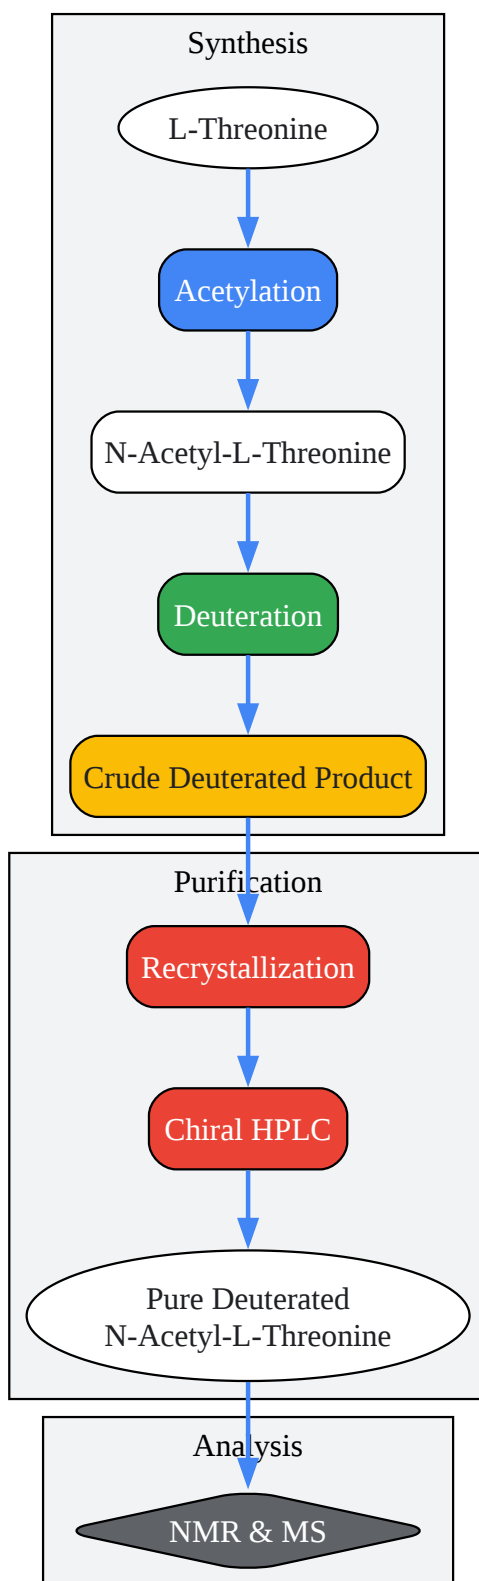 Synthesis
L-Threonine
Acetylation
N-Acetyl-L-Threonine
Deuteration
Crude Deuterated Product
Purification
Recrystallization
Chiral HPLC
Pure Deuterated
N-Acetyl-L-Threonine
Analysis
NMR & MS